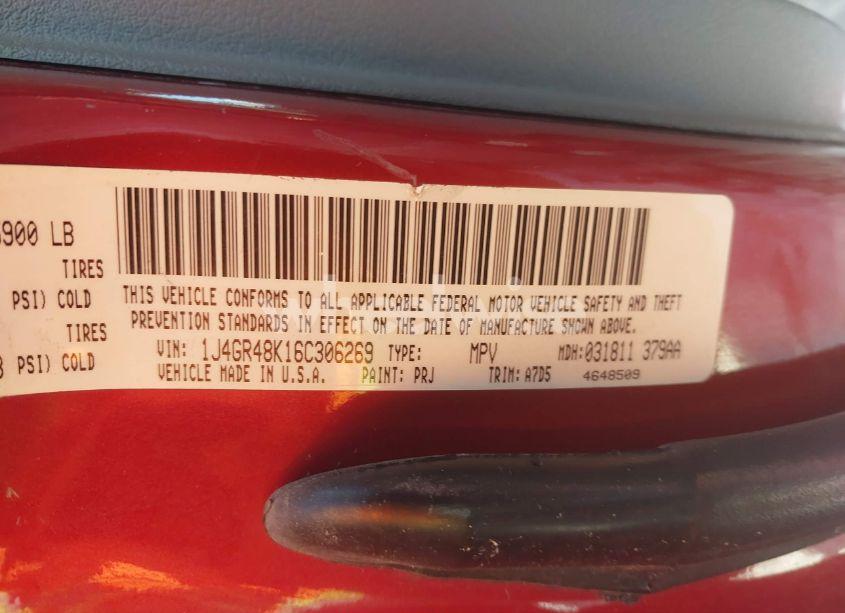 900 LB
TIRES
PSI) COLD
TIRES
PSI) COLD
THIS VEHICLE CONFORMS TO ALL APPLICABLE FEDERAL MOTOR VEHICLE SAFETY AND THEFT
PREVENTION STANDARDS IN EFFECT ON THE DATE OF MANUFACTURE SHOWN ABOVE.
VIN: 1J4GR48K16C306269 TYPE: MPV MDH:031811 379AA
VEHICLE MADE IN U.S.A. PAINT: PRJ TRIM: A7D5 4648509